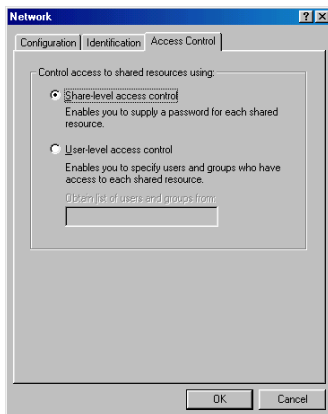 Network
Configuration Identification Access Control
Control access to shared resources using:
Share-level access control
Enables you to supply a password for each shared
resource.
User-level access control
Enables you to specify users and groups who have
access to each shared resource.
Obtain list of users and groups from:
OK Cancel